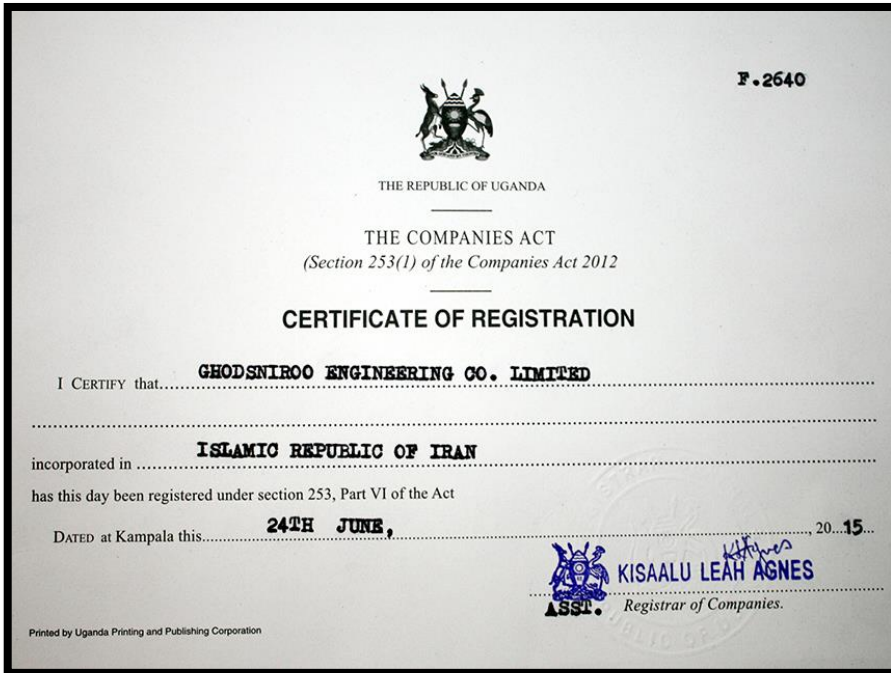 F.2640
THE REPUBLIC OF UGANDA
THE COMPANIES ACT
(Section 253(1) of the Companies Act 2012
CERTIFICATE OF REGISTRATION
I CERTIFY that....GHODSNIROO ENGINEERING CO. LIMITED
incorporated in ....ISLAMIC REPUBLIC OF IRAN
has this day been registered under section 253, Part VI of the Act
DATED at Kampala this....24TH JUNE,...., 20...15...
KISAALU LEAH AGNES
ASST. Registrar of Companies.
Printed by Uganda Printing and Publishing Corporation